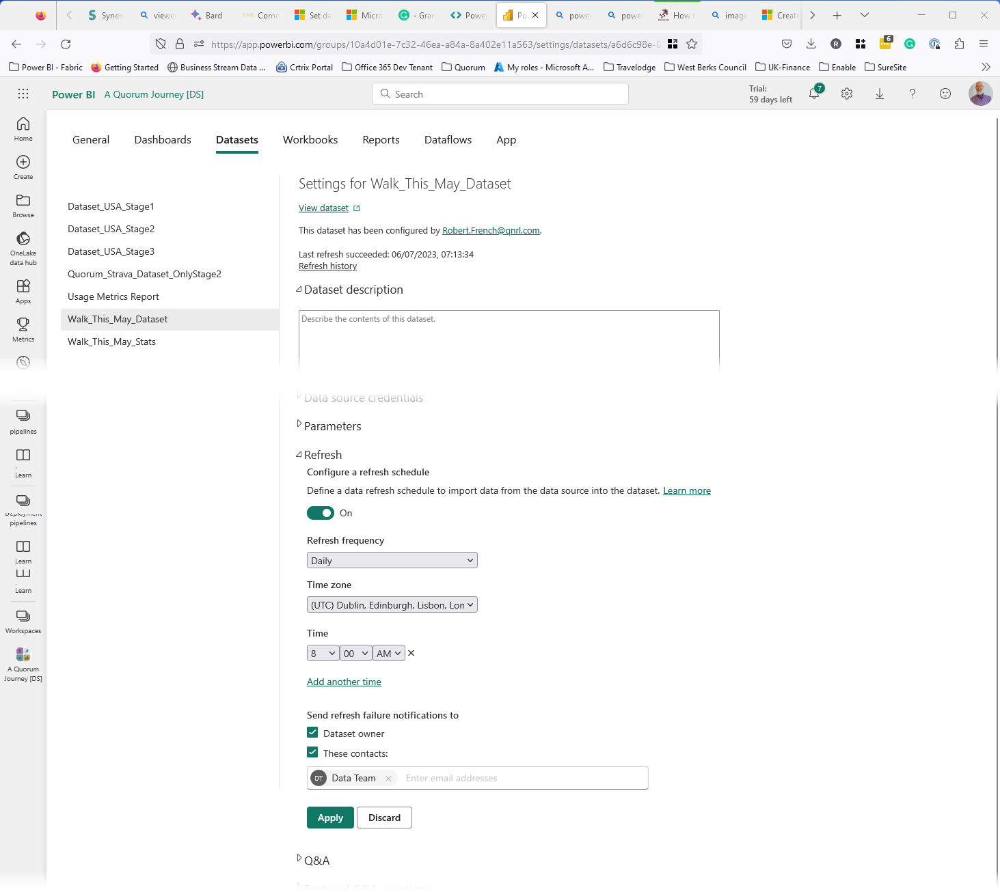 Syner
viewe
Bard
Comm
Set da
Micro
- Gran
Power
Po
powe
powe
How t
image
Create
https://app.powerbi.com/groups/10a4d01e-7c32-46ea-a84a-8a402e11a563/settings/datasets/a6d6c98e-8
6
Power BI - Fabric
Getting Started
Business Stream Data ...
Crtrix Portal
Office 365 Dev Tenant
Quorum
My roles - Microsoft A...
Travelodge
West Berks Council
UK-Finance
Enable
SureSite
Power BI
A Quorum Journey [DS]
Search
Trial:
59 days left
7
Home
Create
Browse
OneLake
data hub
Apps
Metrics
pipelines
Learn
Deployment
pipelines
Learn
Learn
Workspaces
A Quorum
Journey [DS]
General
Dashboards
Datasets
Workbooks
Reports
Dataflows
App
Dataset_USA_Stage1
Dataset_USA_Stage2
Dataset_USA_Stage3
Quorum_Strava_Dataset_OnlyStage2
Usage Metrics Report
Walk_This_May_Dataset
Walk_This_May_Stats
Settings for Walk_This_May_Dataset
View dataset
This dataset has been configured by Robert.French@qnrl.com.
Last refresh succeeded: 06/07/2023, 07:13:34
Refresh history
Dataset description
Describe the contents of this dataset.
Data source credentials
Parameters
Refresh
Configure a refresh schedule
Define a data refresh schedule to import data from the data source into the dataset. Learn more
On
Refresh frequency
Daily
Time zone
(UTC) Dublin, Edinburgh, Lisbon, Lon
Time
8 00 AM
Add another time
Send refresh failure notifications to
Dataset owner
These contacts:
DT Data Team Enter email addresses
Apply
Discard
Q&A
Featured Q&A questions